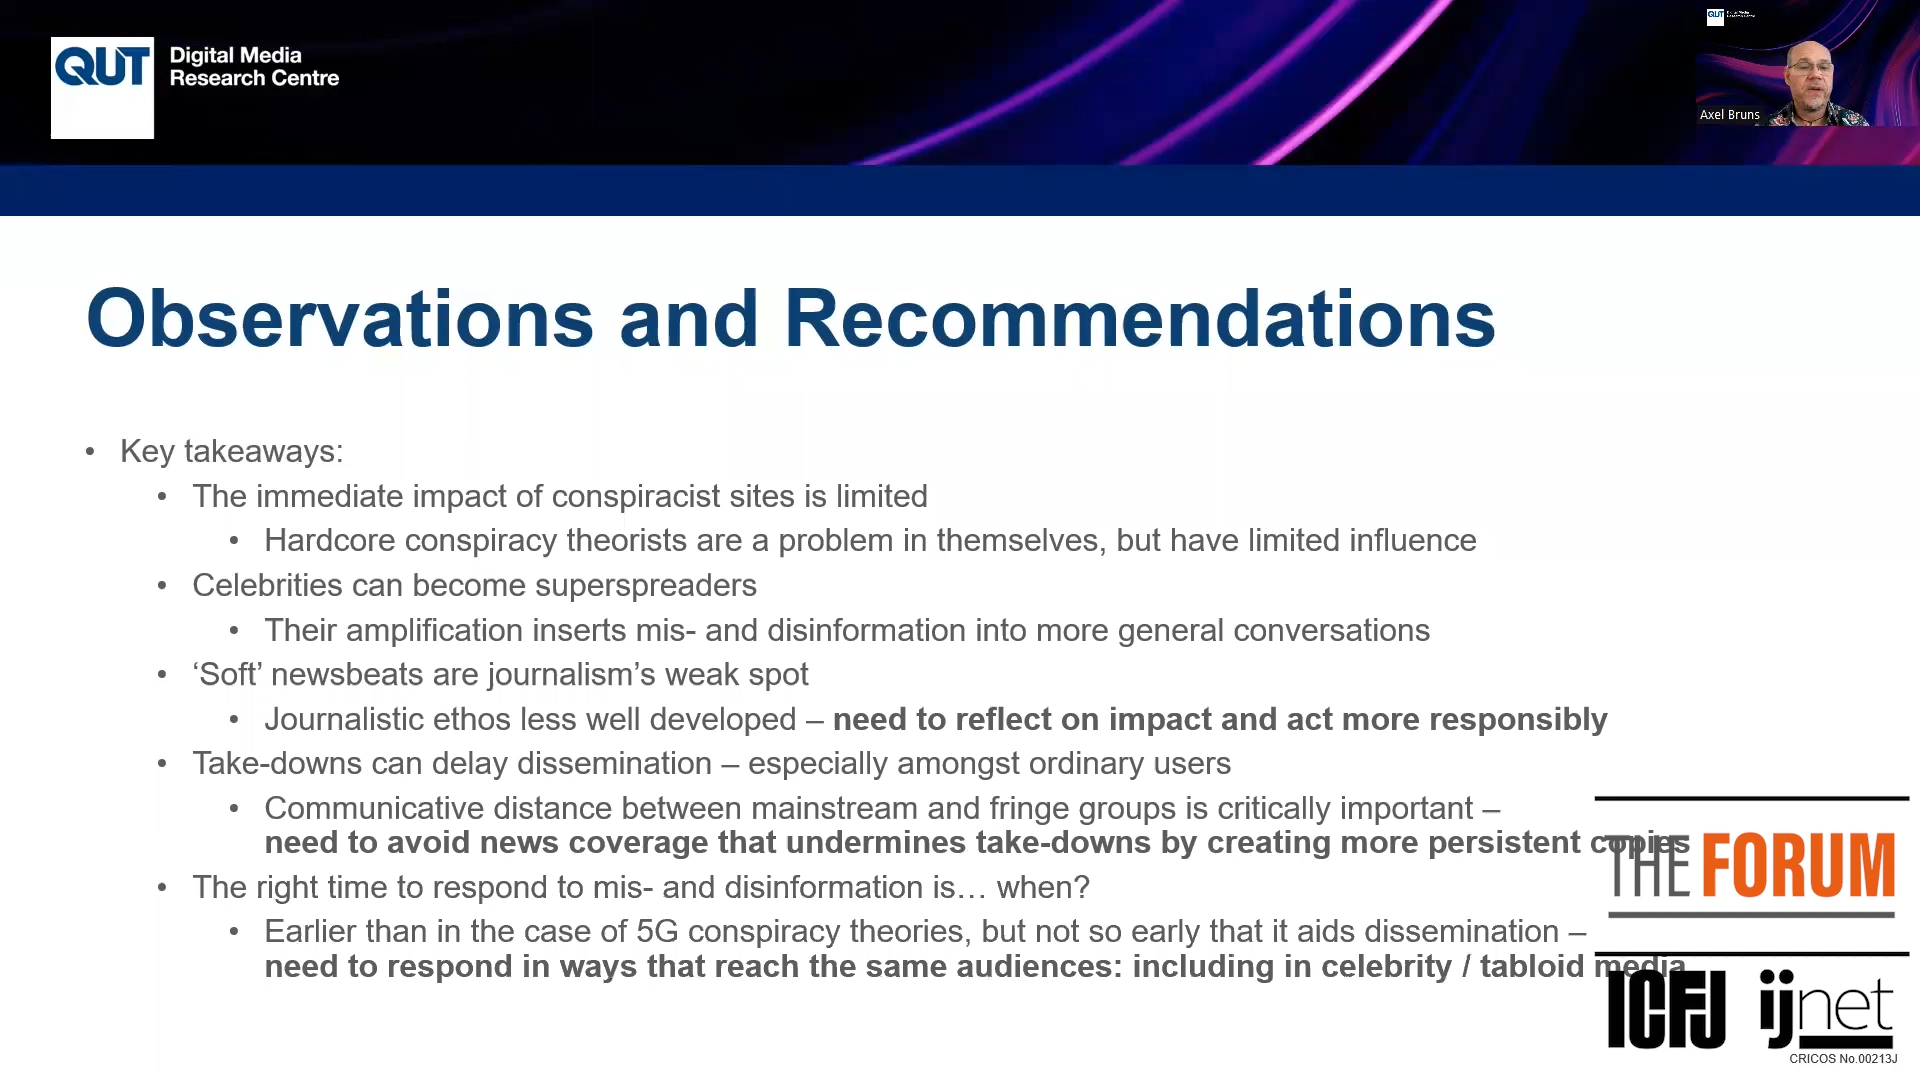 QUT
Digital Media
Research Centre
Axel Bruns
Observations and Recommendations
• Key takeaways:
• The immediate impact of conspiracist sites is limited
• Hardcore conspiracy theorists are a problem in themselves, but have limited influence
• Celebrities can become superspreaders
• Their amplification inserts mis- and disinformation into more general conversations
• ‘Soft’ newsbeats are journalism’s weak spot
• Journalistic ethos less well developed – need to reflect on impact and act more responsibly
• Take-downs can delay dissemination – especially amongst ordinary users
• Communicative distance between mainstream and fringe groups is critically important –
need to avoid news coverage that undermines take-downs by creating more persistent copies
• The right time to respond to mis- and disinformation is… when?
• Earlier than in the case of 5G conspiracy theories, but not so early that it aids dissemination –
need to respond in ways that reach the same audiences: including in celebrity / tabloid media
THE FORUM
ICFJ ijnet
CRICOS No.00213J